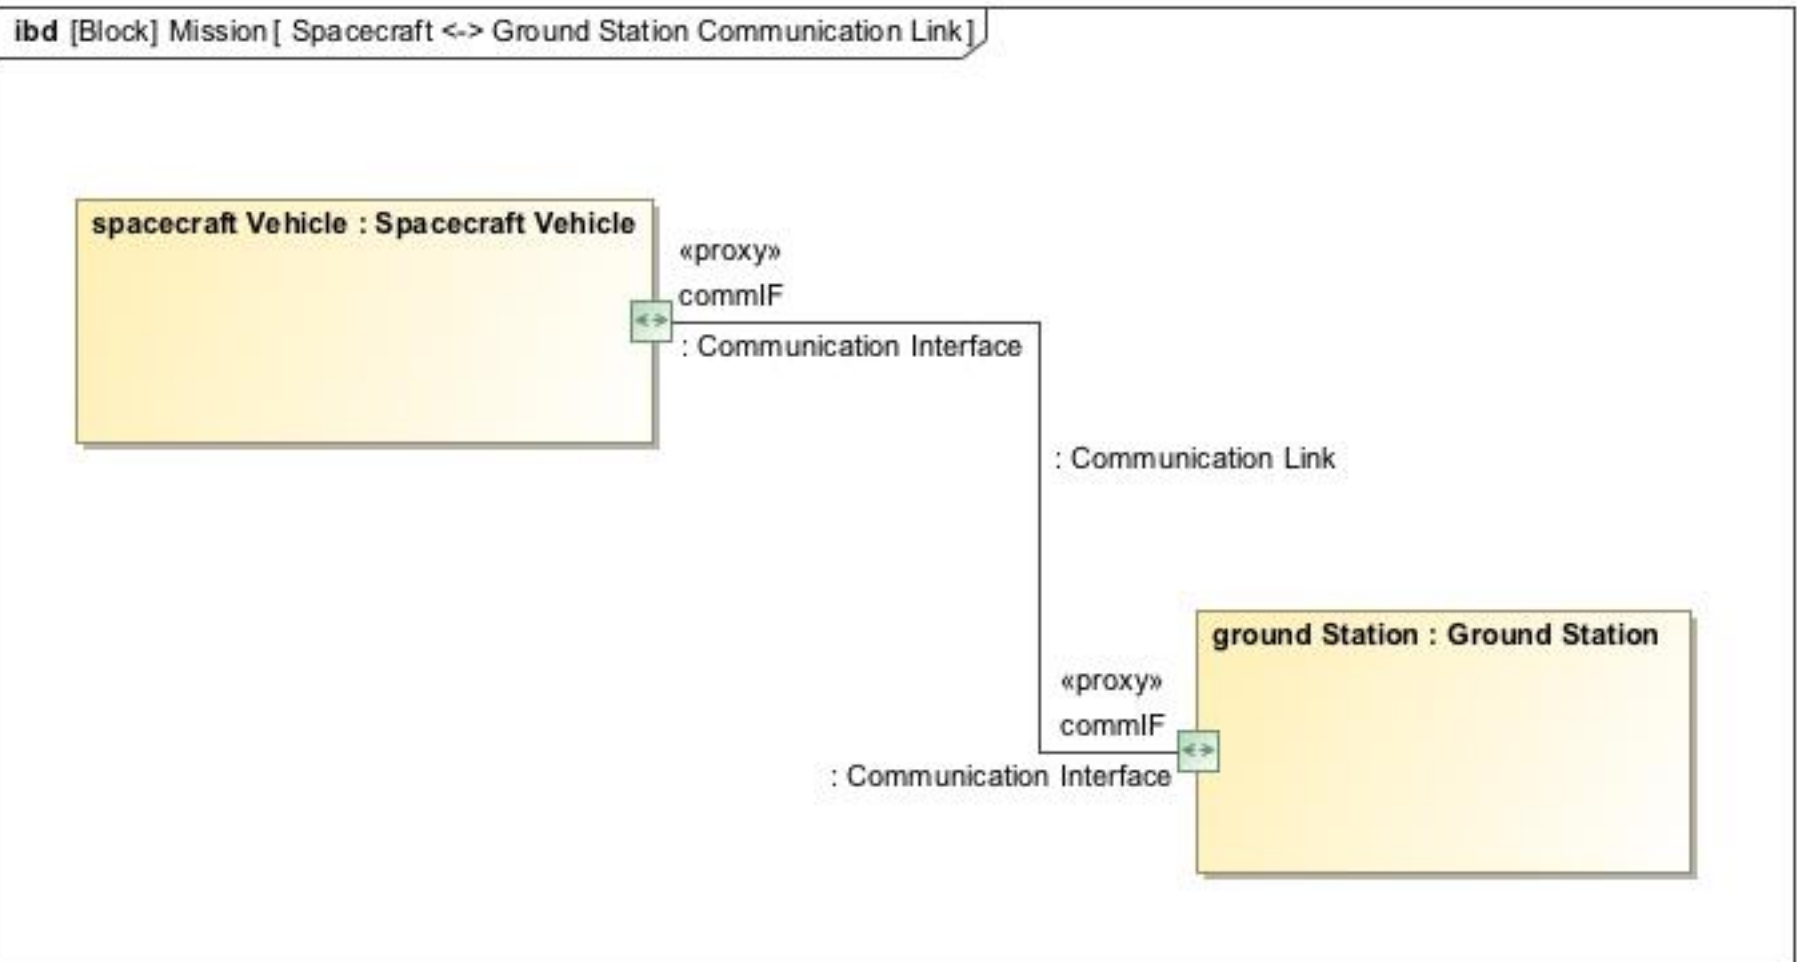 ibd [Block] Mission [ Spacecraft <-> Ground Station Communication Link]
spacecraft Vehicle : Spacecraft Vehicle
«proxy»
commIF
: Communication Interface
: Communication Link
ground Station : Ground Station
«proxy»
commIF
: Communication Interface